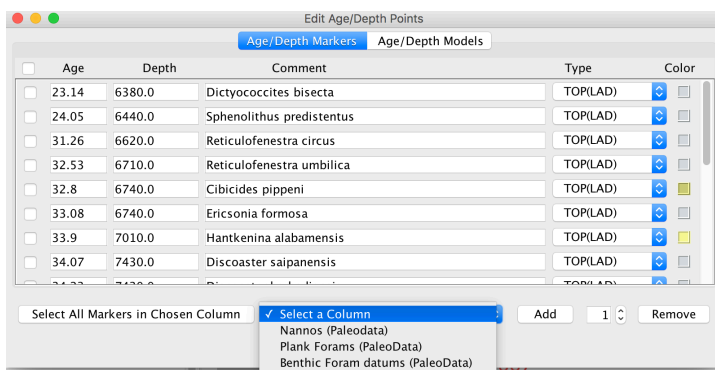 Edit Age/Depth Points
Age/Depth Markers Age/Depth Models
Age Depth Comment Type Color
23.14 6380.0 Dictyococcites bisecta TOP(LAD)
24.05 6440.0 Sphenolithus predistentus TOP(LAD)
31.26 6620.0 Reticulofenestra circus TOP(LAD)
32.53 6710.0 Reticulofenestra umbilica TOP(LAD)
32.8 6740.0 Cibicides pippeni TOP(LAD)
33.08 6740.0 Ericsonia formosa TOP(LAD)
33.9 7010.0 Hantkenina alabamensis TOP(LAD)
34.07 7430.0 Discoaster saipanensis TOP(LAD)
TOP(LAD)
Select All Markers in Chosen Column ✓ Select a Column Add 1 Remove
Nannos (Paleodata)
Plank Forams (PaleoData)
Benthic Foram datums (PaleoData)